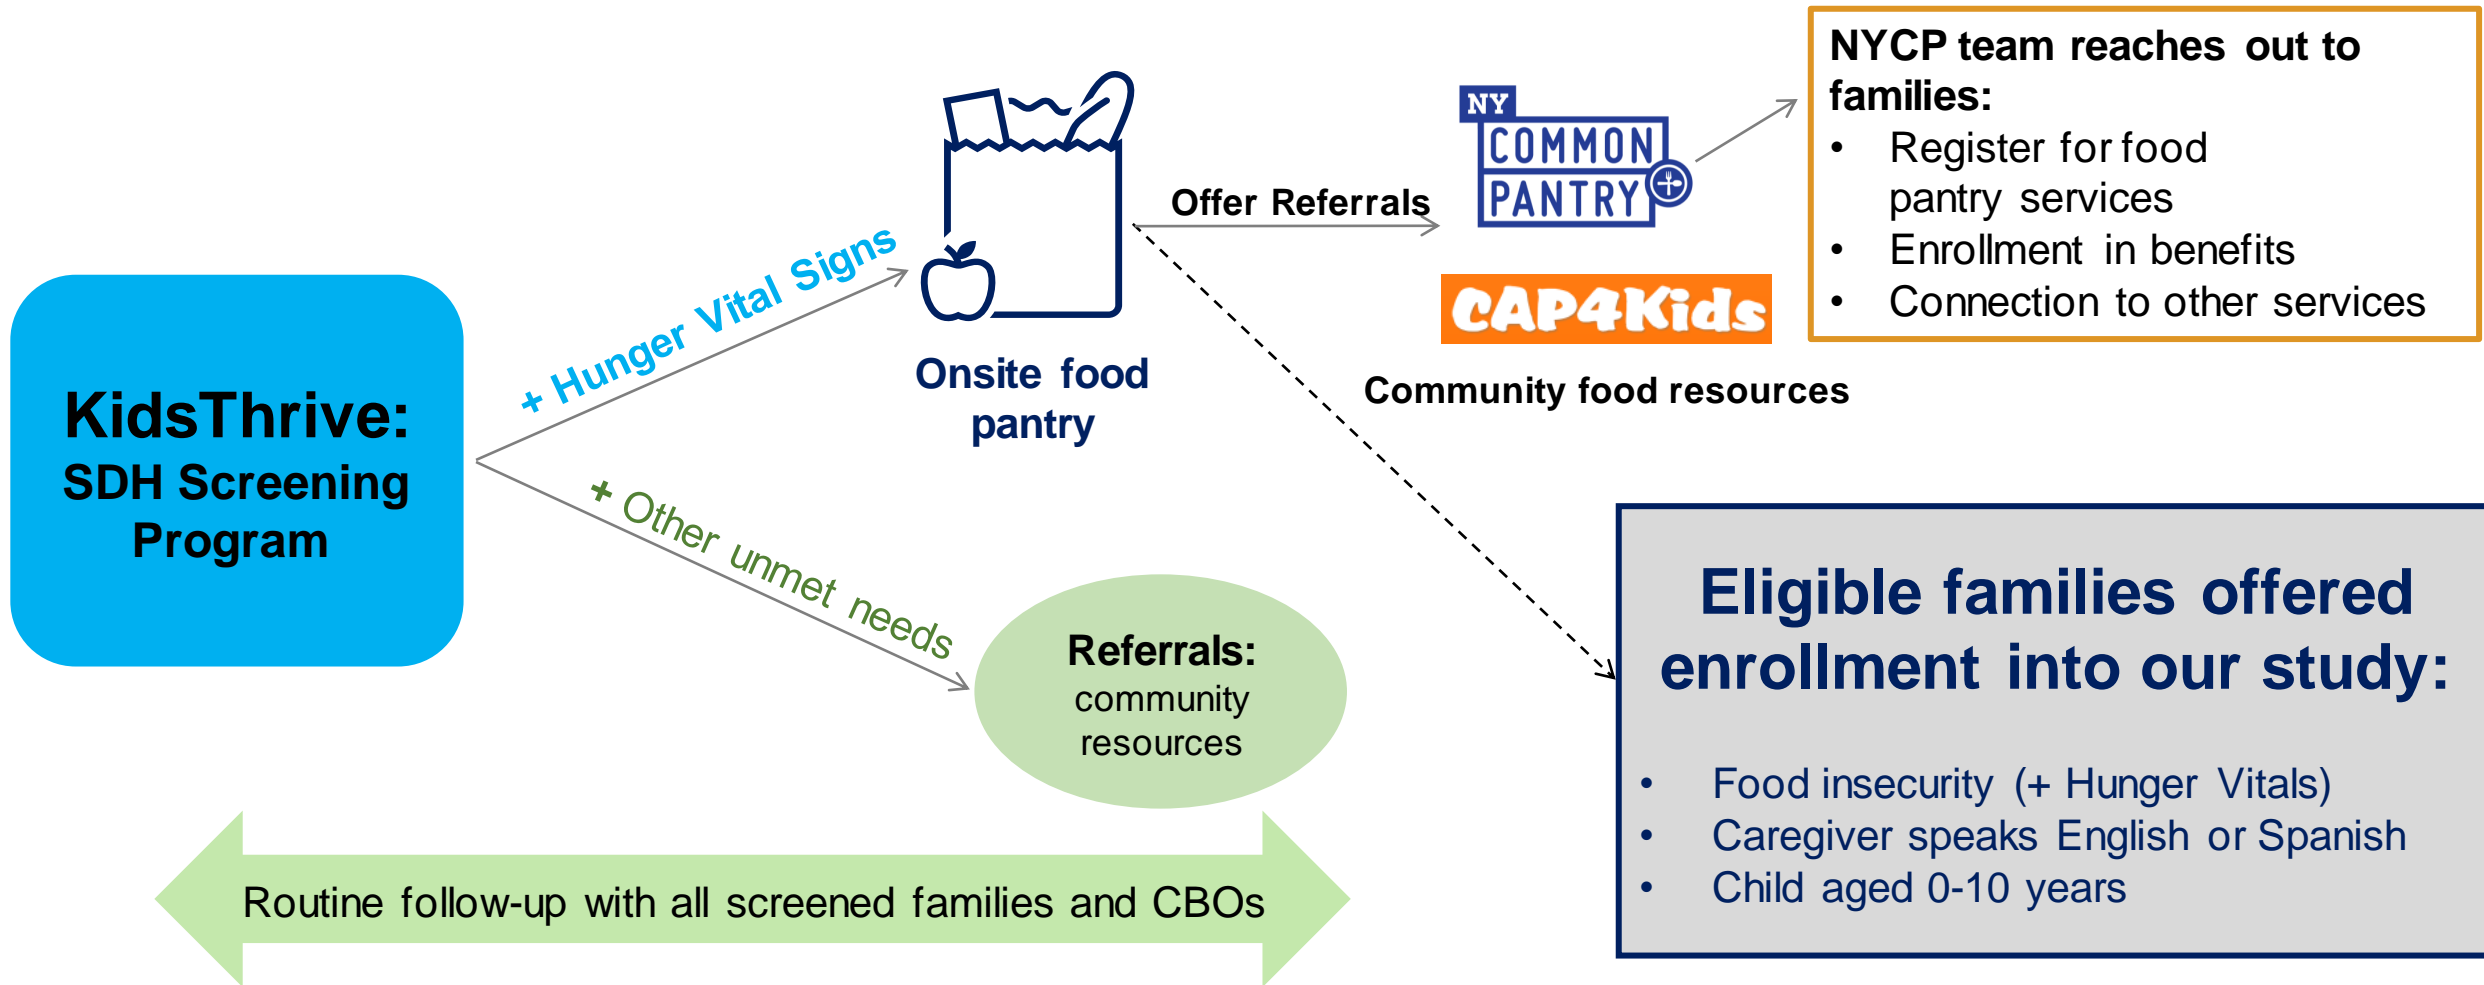 KidsThrive:
SDH Screening
Program
+ Hunger Vital Signs
+ Other unmet needs
Onsite food
pantry
Offer Referrals
NY
COMMON
PANTRY
CAP4Kids
Community food resources
NYCP team reaches out to
families:
• Register for food
pantry services
• Enrollment in benefits
• Connection to other services
Referrals:
community
resources
Eligible families offered
enrollment into our study:
• Food insecurity (+ Hunger Vitals)
• Caregiver speaks English or Spanish
• Child aged 0-10 years
Routine follow-up with all screened families and CBOs